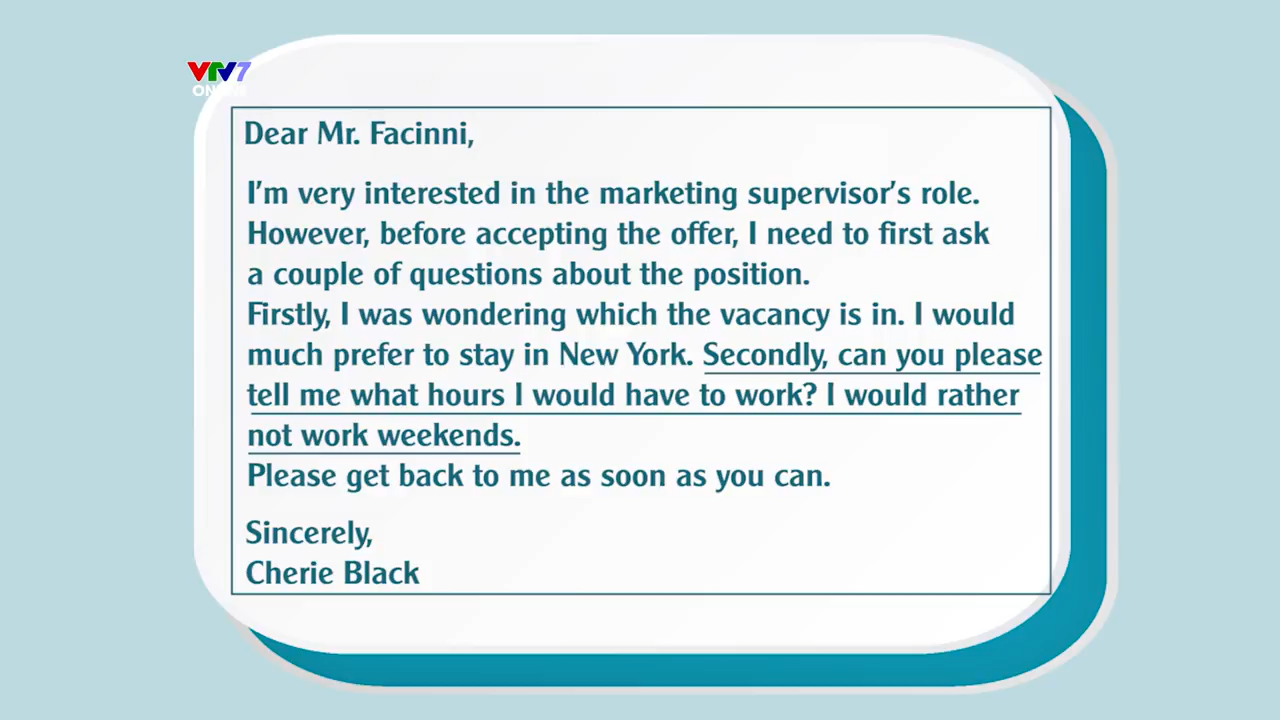 VTV7
Dear Mr. Facinni,
I'm very interested in the marketing supervisor's role.
However, before accepting the offer, I need to first ask
a couple of questions about the position.
Firstly, I was wondering which the vacancy is in. I would
much prefer to stay in New York. Secondly, can you please
tell me what hours I would have to work? I would rather
not work weekends.
Please get back to me as soon as you can.
Sincerely,
Cherie Black